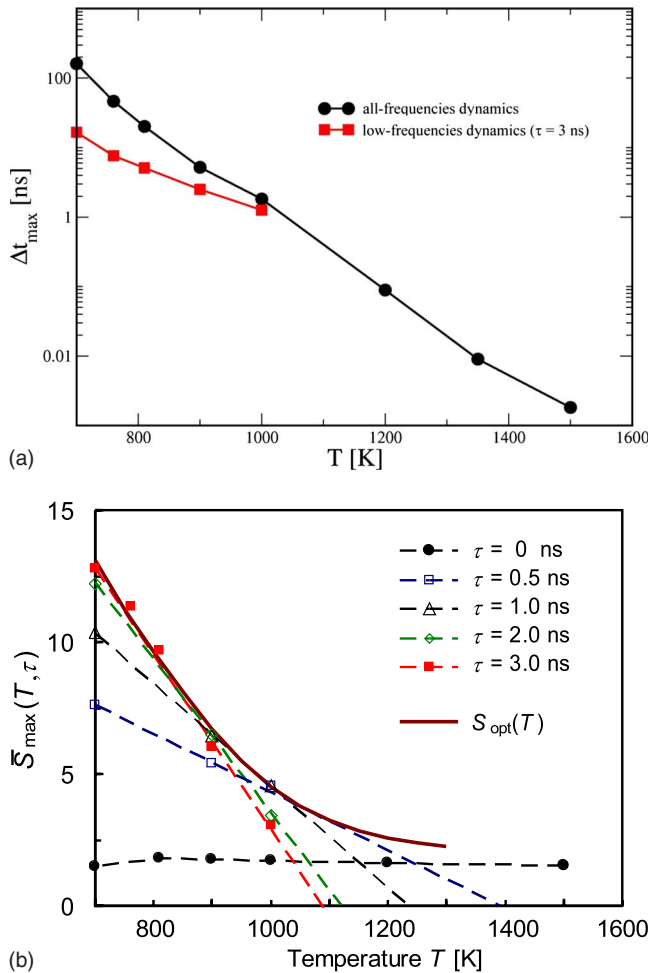 100
1
0.01
Δt_max [ns]
all-frequencies dynamics
low-frequencies dynamics (τ = 3 ns)
800 1000 1200 1400 1600
T [K]
(a)
15
10
5
0
S̄_max(T,τ)
τ = 0 ns
τ = 0.5 ns
τ = 1.0 ns
τ = 2.0 ns
τ = 3.0 ns
S_opt(T)
800 1000 1200 1400 1600
Temperature T [K]
(b)